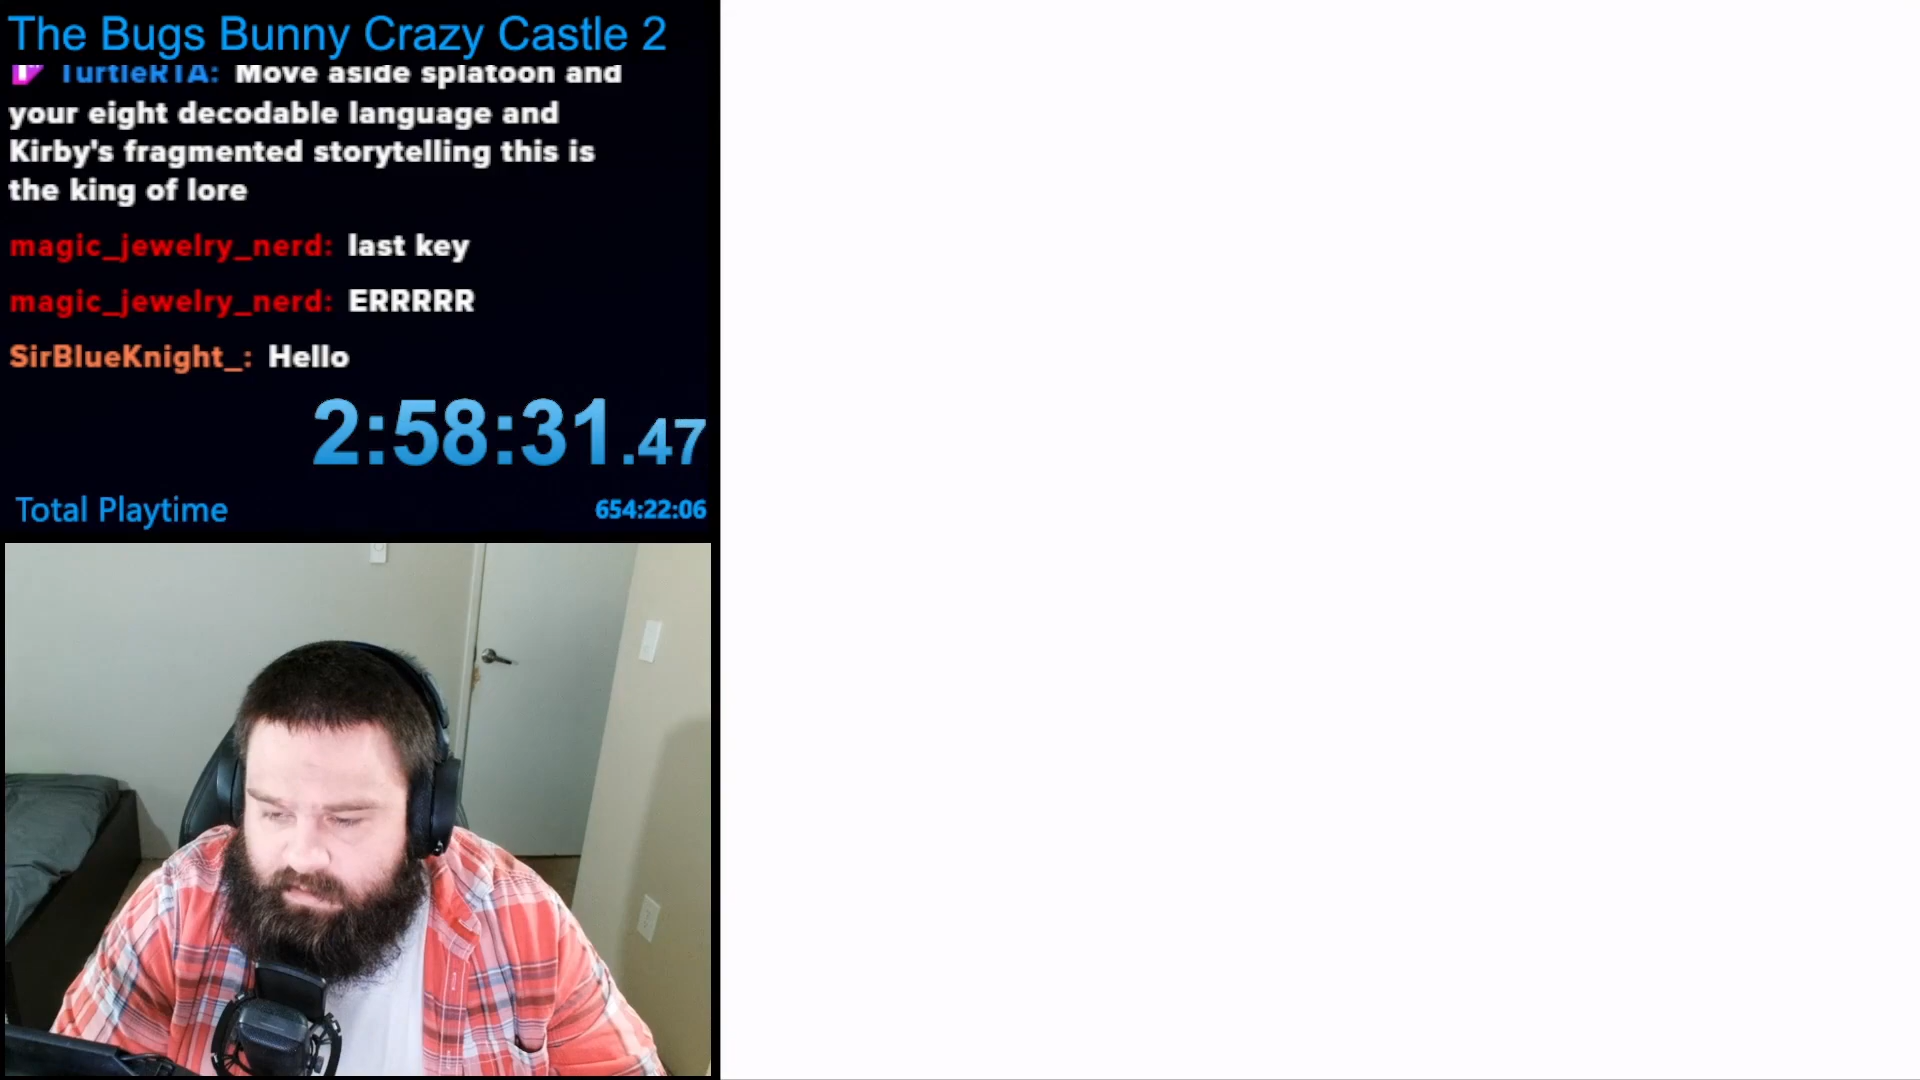 The Bugs Bunny Crazy Castle 2
TurtleRTA: Move aside splatoon and
your eight decodable language and
Kirby's fragmented storytelling this is
the king of lore
magic_jewelry_nerd: last key
magic_jewelry_nerd: ERRRRR
SirBlueKnight_: Hello
2:58:31.47
Total Playtime 654:22:06